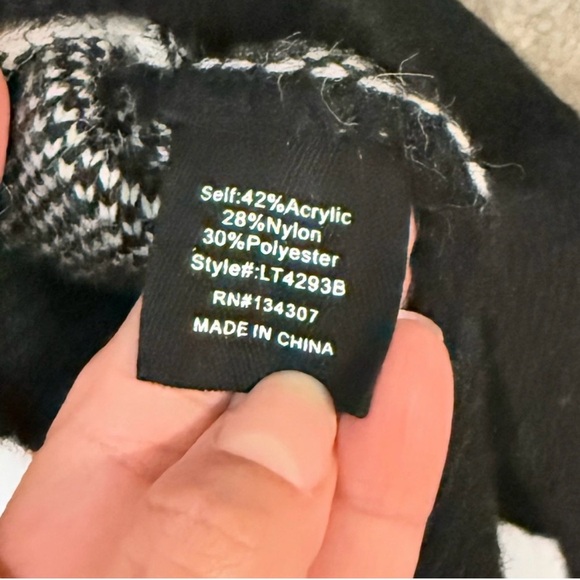 Self:42%Acrylic
28%Nylon
30%Polyester
Style#:LT4293B
RN#134307
MADE IN CHINA